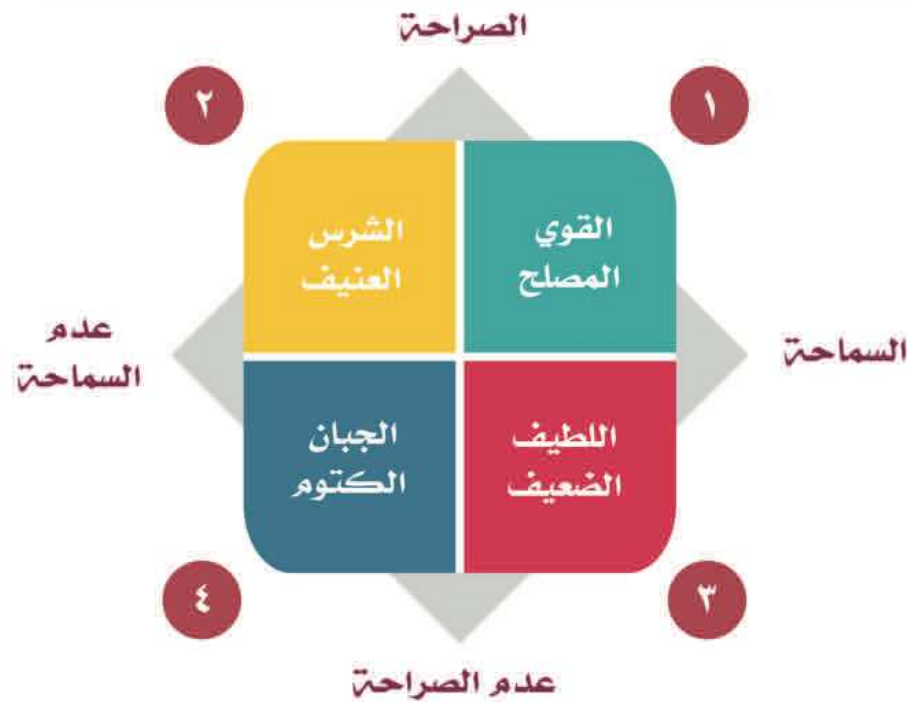 الصراحة
١
٢
القوي
المصلح
الشرس
العنيف
السماحة
عدم
السماحة
اللطيف
الضعيف
الجبان
الكتوم
٣
٤
عدم الصراحة